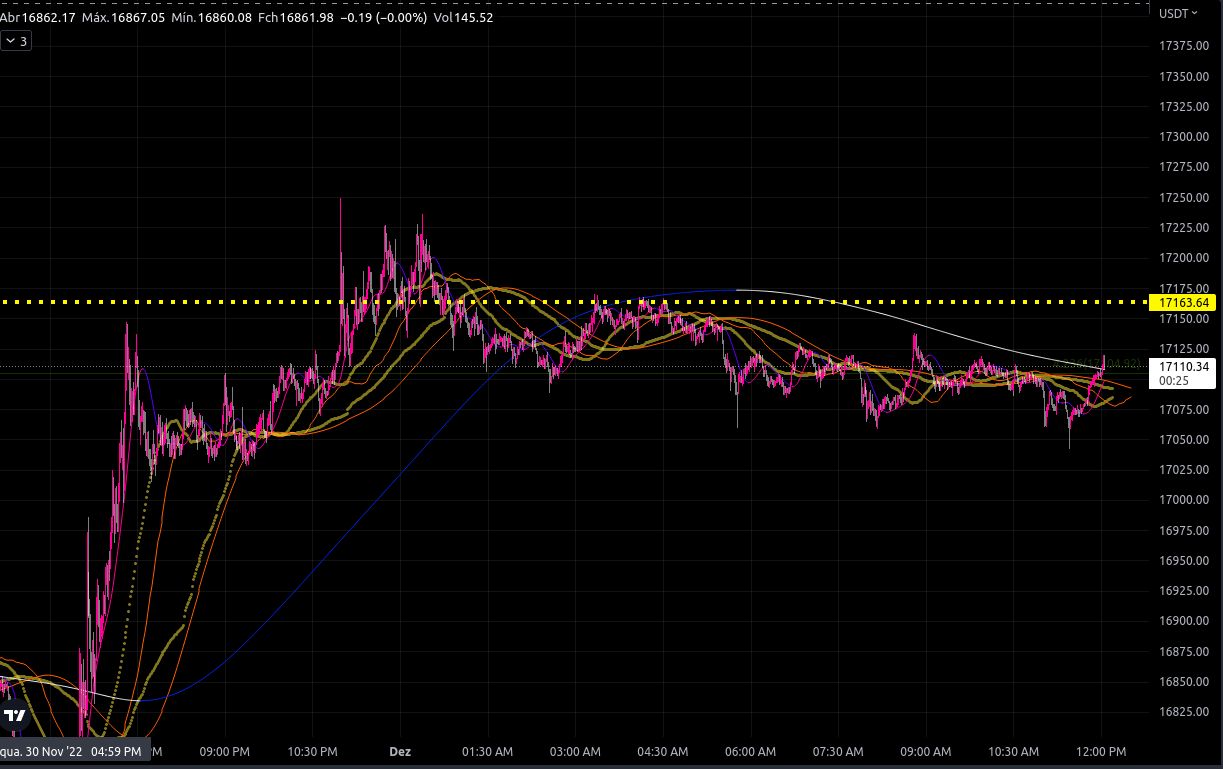 Abr16862.17 Máx.16867.05 Mín.16860.08 Fch16861.98 −0.19 (−0.00%) Vol145.52
USDT
3
17375.00
17350.00
17325.00
17300.00
17275.00
17250.00
17225.00
17200.00
17175.00
17163.64
17150.00
17125.00
17110.34
00:25
17075.00
17050.00
17025.00
17000.00
16975.00
16950.00
16925.00
16900.00
16875.00
16850.00
16825.00
qua. 30 Nov '22 04:59 PM
09:00 PM
10:30 PM
Dez
01:30 AM
03:00 AM
04:30 AM
06:00 AM
07:30 AM
09:00 AM
10:30 AM
12:00 PM